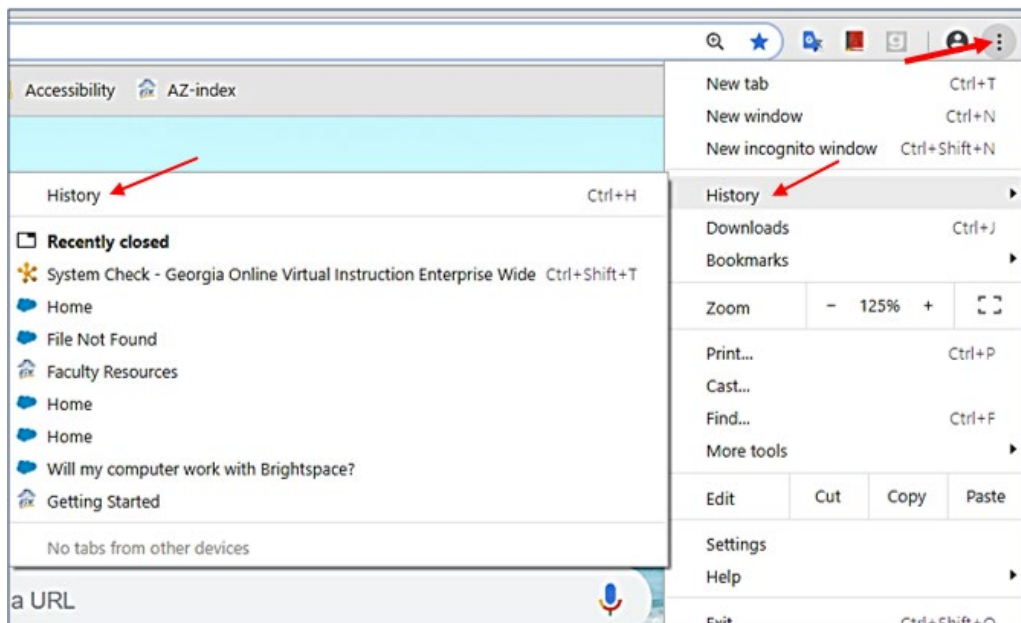 Accessibility AZ-index
New tab Ctrl+T
New window Ctrl+N
New incognito window Ctrl+Shift+N
History
Downloads Ctrl+J
Bookmarks
Zoom - 125% +
Print... Ctrl+P
Cast...
Find... Ctrl+F
More tools
Edit Cut Copy Paste
Settings
Help
Exit Ctrl+Shift+Q
History Ctrl+H
Recently closed
System Check - Georgia Online Virtual Instruction Enterprise Wide Ctrl+Shift+T
Home
File Not Found
Faculty Resources
Home
Home
Will my computer work with Brightspace?
Getting Started
No tabs from other devices
a URL